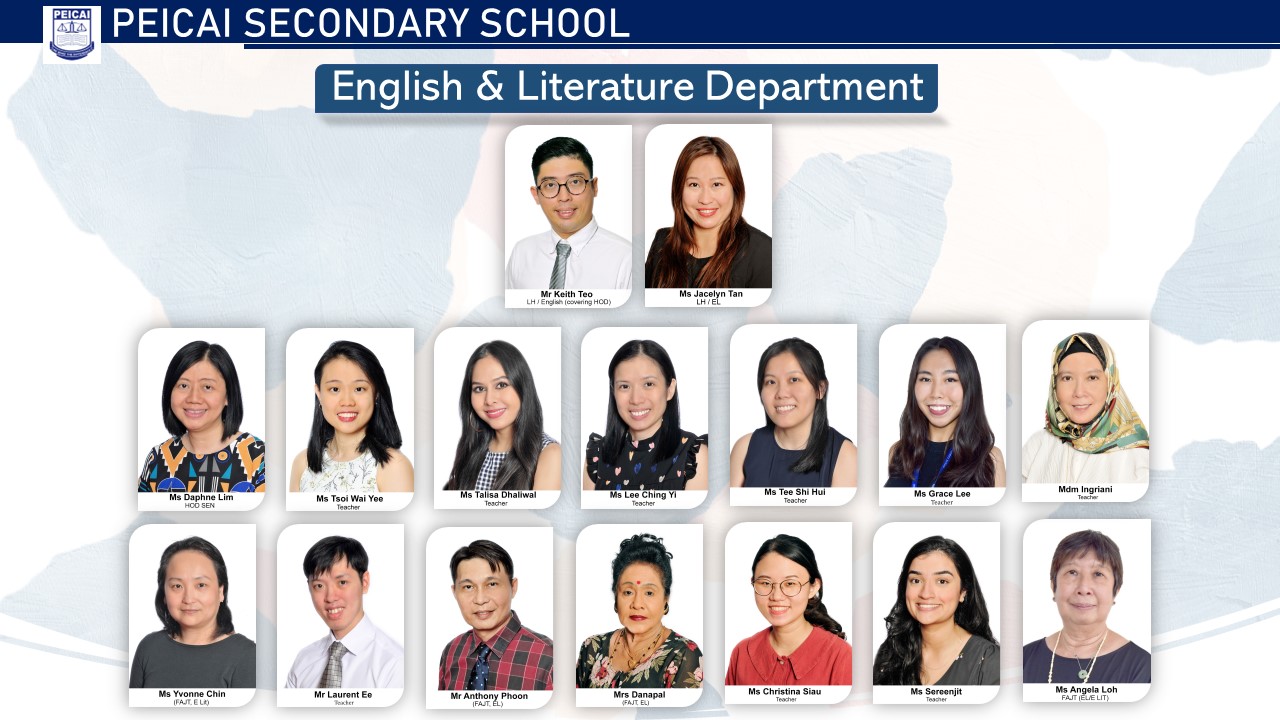 PEICAI
PEICAI SECONDARY SCHOOL
English & Literature Department
Mr Keith Teo
LH / English (covering HOD)
Ms Jacelyn Tan
LH / EL
Ms Daphne Lim
HOD SEN
Ms Tsoi Wai Yee
Teacher
Ms Talisa Dhaliwal
Teacher
Ms Lee Ching Yi
Teacher
Ms Tee Shi Hui
Teacher
Ms Grace Lee
Teacher
Mdm Ingriani
Teacher
Ms Yvonne Chin
(FAJT, E Lit)
Mr Laurent Ee
Teacher
Mr Anthony Phoon
(FAJT, EL)
Mrs Danapal
(FAJT, EL)
Ms Christina Siau
Teacher
Ms Sereenjit
Teacher
Ms Angela Loh
FAJT (EL/E LIT)